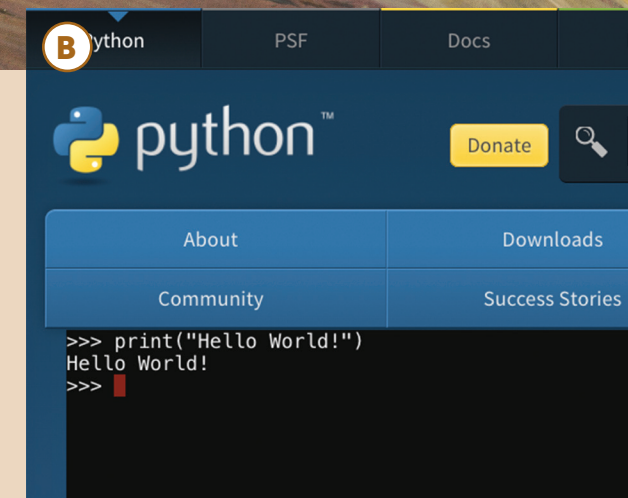 B ython PSF Docs
python™
Donate
About Downloads
Community Success Stories
>>> print("Hello World!")
Hello World!
>>>